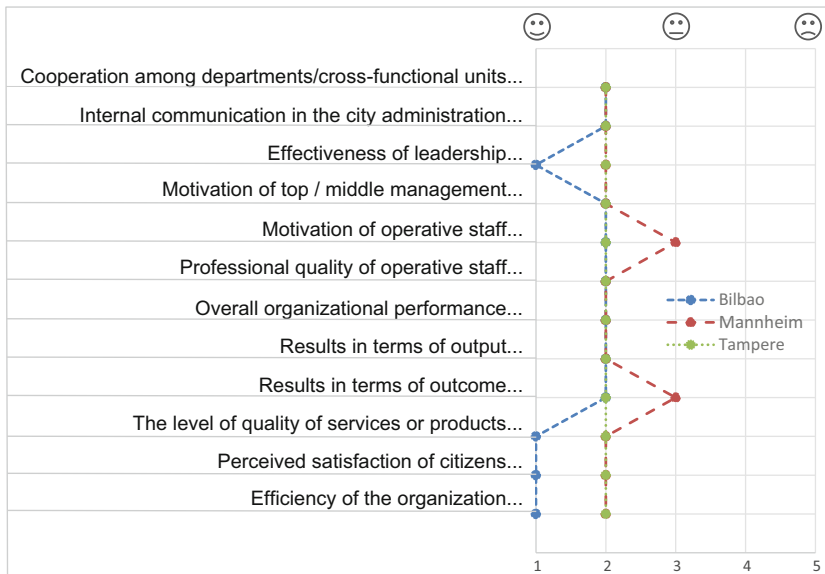 Cooperation among departments/cross-functional units...
Internal communication in the city administration...
Effectiveness of leadership...
Motivation of top / middle management...
Motivation of operative staff...
Professional quality of operative staff...
Overall organizational performance...
Results in terms of output...
Results in terms of outcome...
The level of quality of services or products...
Perceived satisfaction of citizens...
Efficiency of the organization...
Bilbao
Mannheim
Tampere
1 2 3 4 5